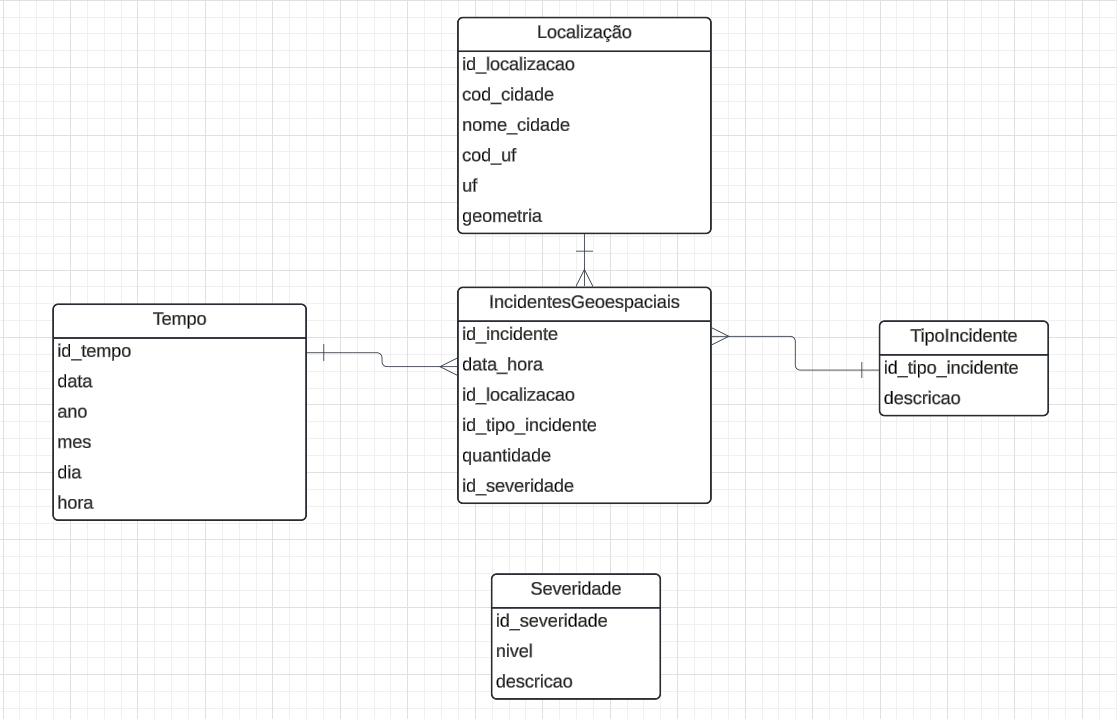 Localização
id_localizacao
cod_cidade
nome_cidade
cod_uf
uf
geometria
Tempo
id_tempo
data
ano
mes
dia
hora
IncidentesGeoespaciais
id_incidente
data_hora
id_localizacao
id_tipo_incidente
quantidade
id_severidade
TipoIncidente
id_tipo_incidente
descricao
Severidade
id_severidade
nivel
descricao